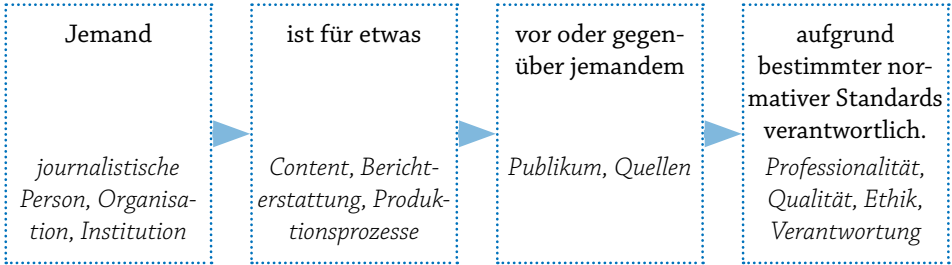 Jemand
journalistische
Person, Organisa-
tion, Institution
ist für etwas
Content, Bericht-
erstattung, Produk-
tionsprozesse
vor oder gegen-
über jemandem
Publikum, Quellen
aufgrund
bestimmter nor-
mativer Standards
verantwortlich.
Professionalität,
Qualität, Ethik,
Verantwortung